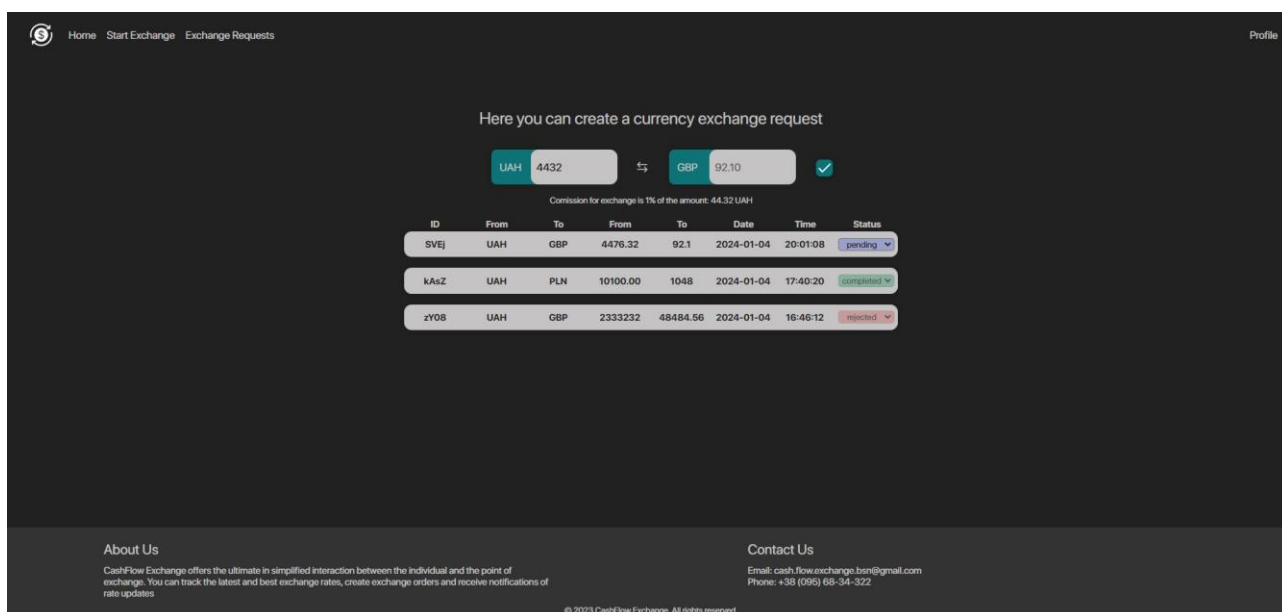 Home Start Exchange Exchange Requests Profile
Here you can create a currency exchange request
UAH 4432 GBP 92.10
Comission for exchange is 1% of the amount: 44.32 UAH
ID From To From To Date Time Status
SVEj UAH GBP 4476.32 92.1 2024-01-04 20:01:08 pending
kAsZ UAH PLN 10100.00 1048 2024-01-04 17:40:20 completed
zY08 UAH GBP 2333232 48484.56 2024-01-04 16:46:12 rejected
About Us
CashFlow Exchange offers the ultimate in simplified interaction between the individual and the point of
exchange. You can track the latest and best exchange rates, create exchange orders and receive notifications of
rate updates
Contact Us
Email: cash.flow.exchange.bsn@gmail.com
Phone: +38 (095) 68-34-322
© 2023 CashFlow Exchange. All rights reserved